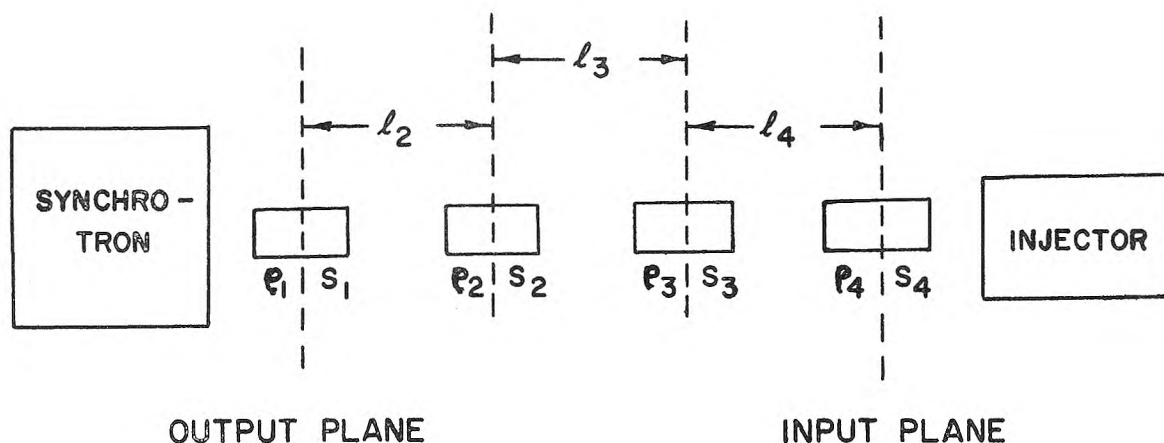 ℓ3
ℓ2
ℓ4
SYNCHRO-
TRON
INJECTOR
ρ1 S1 ρ2 S2 ρ3 S3 ρ4 S4
OUTPUT PLANE INPUT PLANE